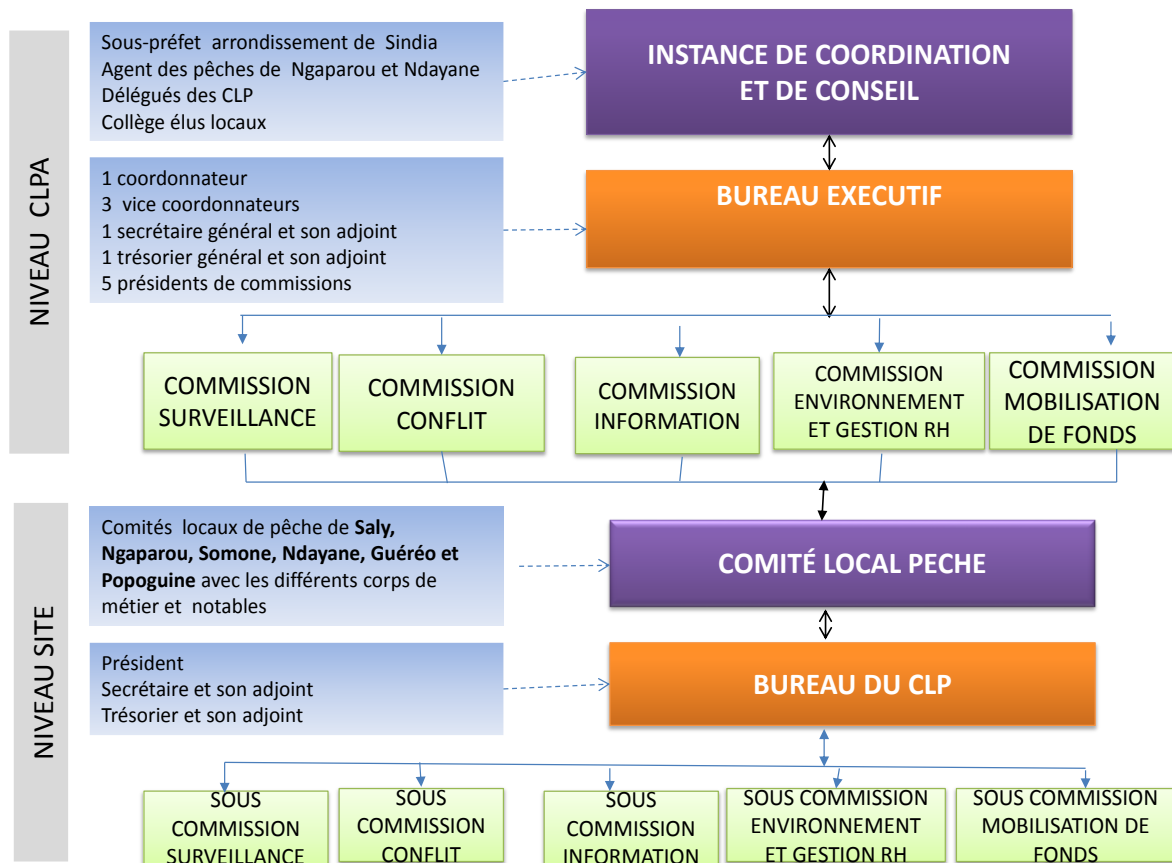 NIVEAU CLPA
Sous-préfet arrondissement de Sindia
Agent des pêches de Ngaparou et Ndayane
Délégués des CLP
Collège élus locaux
INSTANCE DE COORDINATION
ET DE CONSEIL
1 coordonnateur
3 vice coordonnateurs
1 secrétaire général et son adjoint
1 trésorier général et son adjoint
5 présidents de commissions
BUREAU EXECUTIF
COMMISSION
SURVEILLANCE
COMMISSION
CONFLIT
COMMISSION
INFORMATION
COMMISSION
ENVIRONNEMENT
ET GESTION RH
COMMISSION
MOBILISATION
DE FONDS
NIVEAU SITE
Comités locaux de pêche de Saly,
Ngaparou, Somone, Ndayane, Guéréo et
Popoguine avec les différents corps de
métier et notables
COMITÉ LOCAL PECHE
Président
Secrétaire et son adjoint
Trésorier et son adjoint
BUREAU DU CLP
SOUS
COMMISSION
SURVEILLANCE
SOUS
COMMISSION
CONFLIT
SOUS
COMMISSION
INFORMATION
SOUS COMMISSION
ENVIRONNEMENT
ET GESTION RH
SOUS COMMISSION
MOBILISATION DE
FONDS